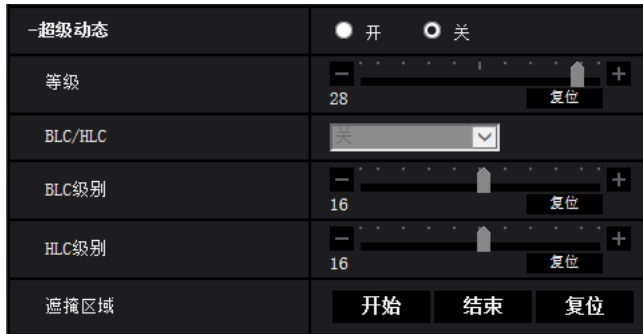 -超级动态 开 关
等级
28 复位
BLC/HLC 关
BLC级别
16 复位
HLC级别
16 复位
遮掩区域 开始 结束 复位